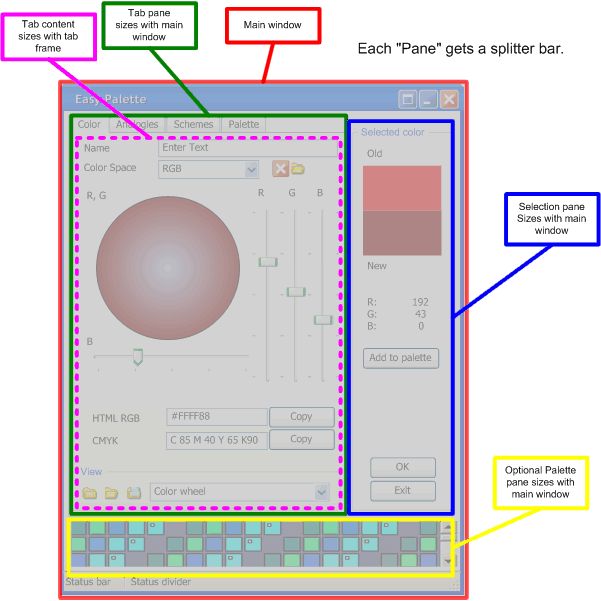 Tab content
sizes with tab
frame
Tab pane
sizes with main
window
Main window
Each "Pane" gets a splitter bar.
Easy Palette
Color
Analogies
Schemes
Palette
Selected color
Name
Enter Text
Old
Color Space
RGB
R, G
R
G
B
Selection pane
Sizes with main
window
New
R: 192
G: 43
B: 0
B
Add to palette
HTML RGB
#FFFF88
Copy
CMYK
C 85 M 40 Y 65 K90
Copy
View
OK
Color wheel
Exit
Optional Palette
pane sizes with
main window
Status bar
Status divider